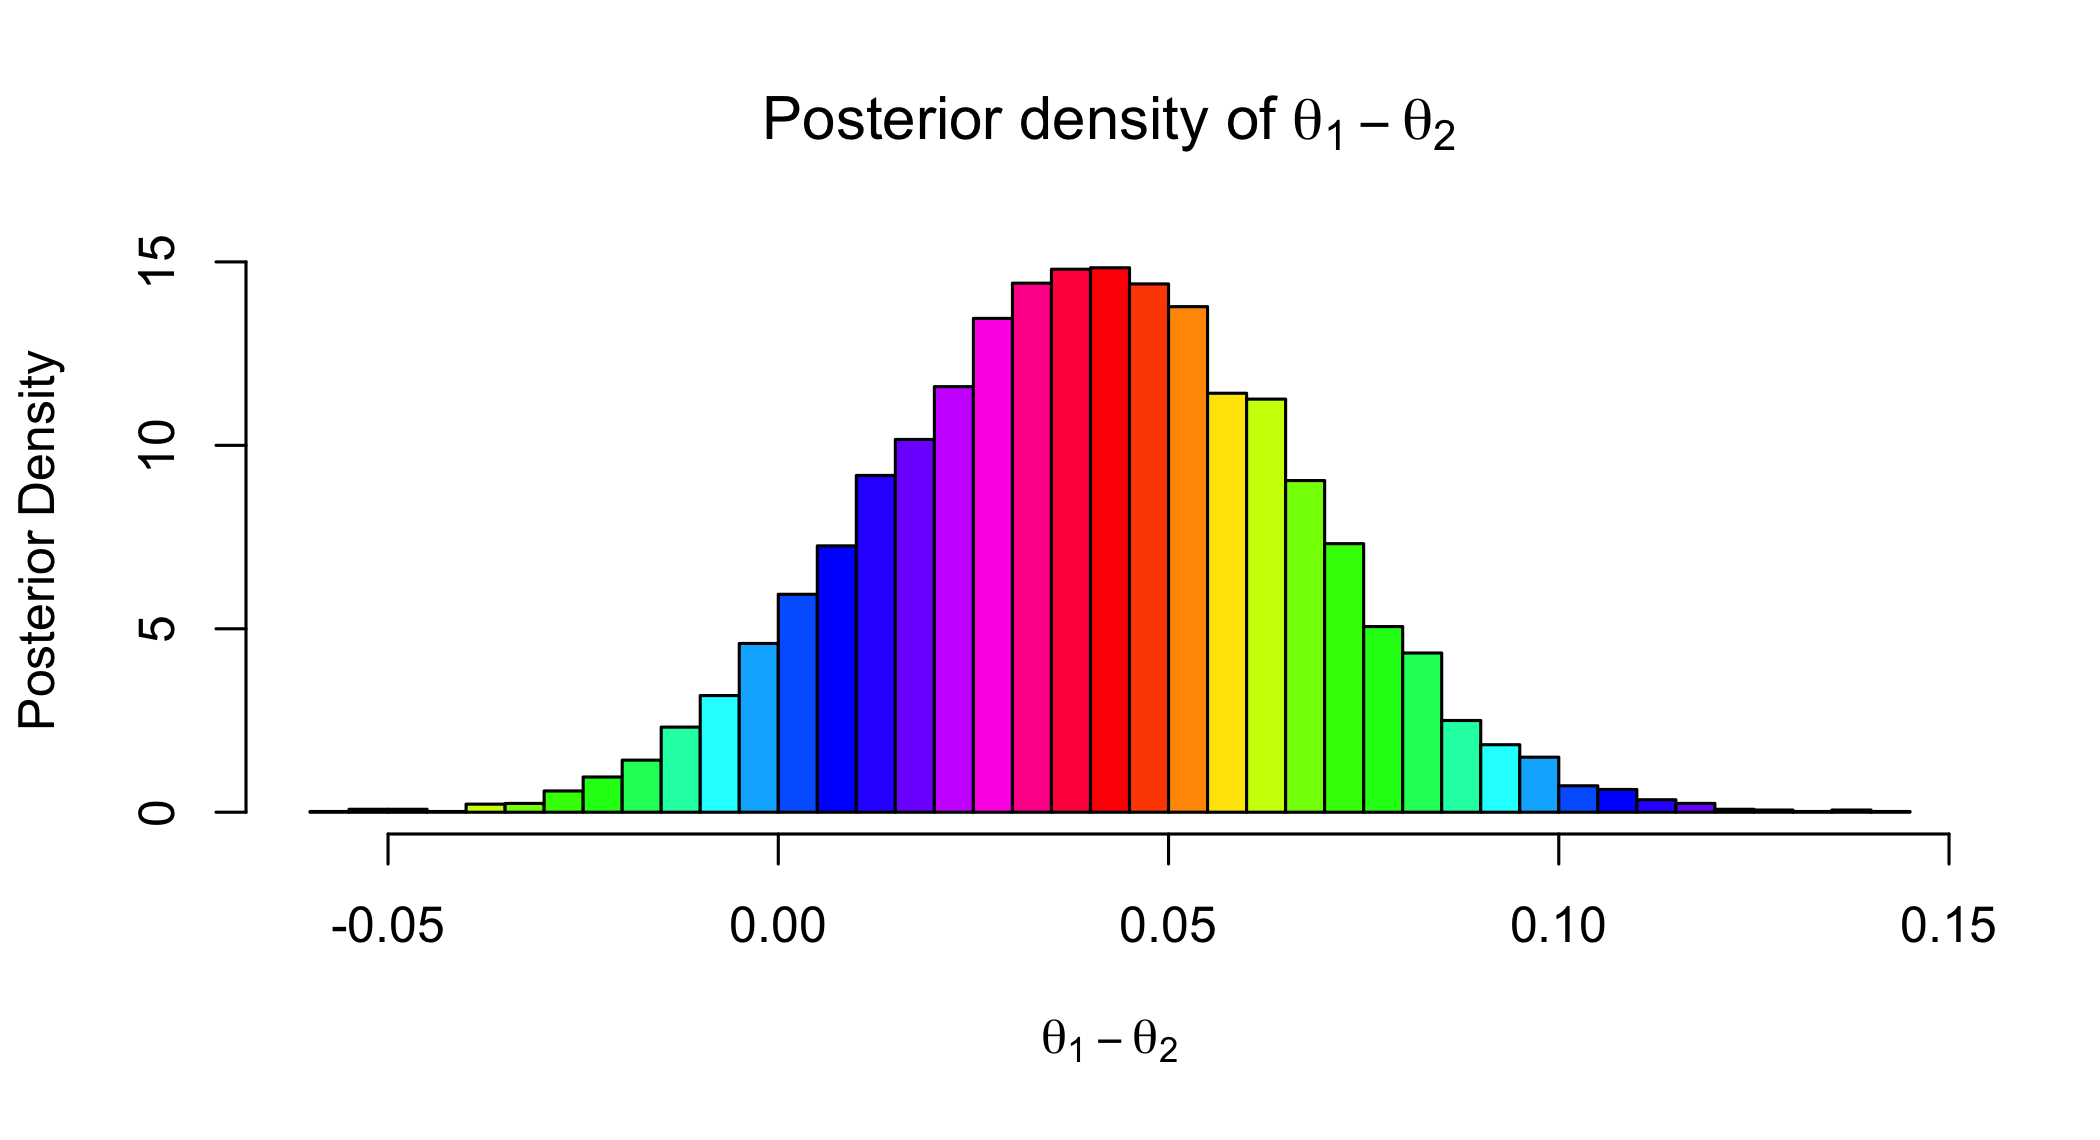 Posterior density of θ₁ – θ₂
Posterior Density
15
10
5
0
-0.05 0.00 0.05 0.10 0.15
θ₁ – θ₂